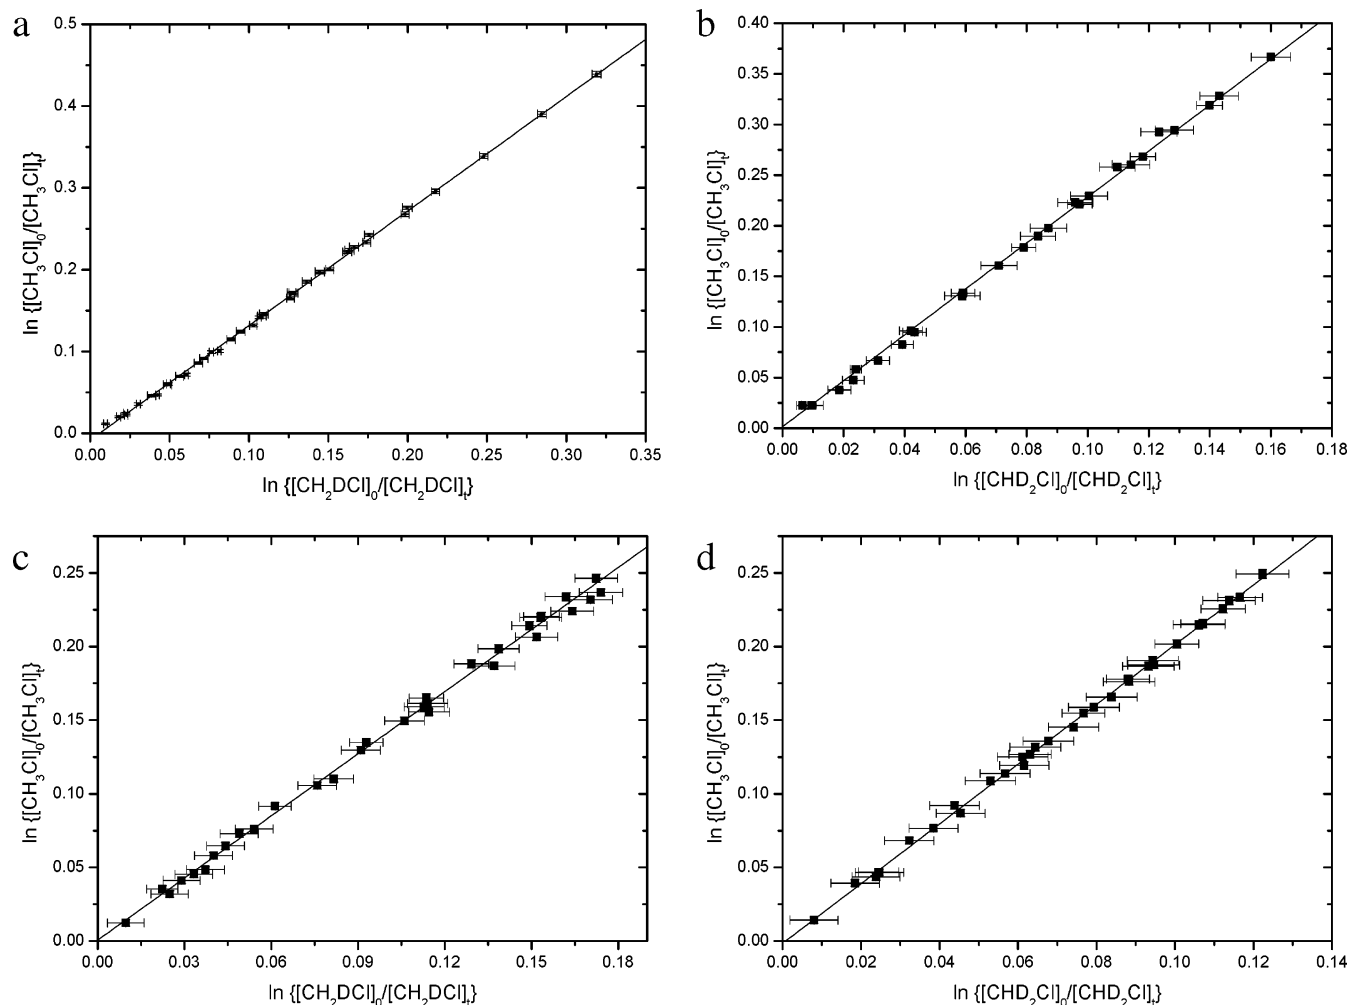 a
0.5
0.4
0.3
0.2
0.1
0.0
0.00 0.05 0.10 0.15 0.20 0.25 0.30 0.35
ln {[CH3Cl]0/[CH3Cl]t}
ln {[CH2DCl]0/[CH2DCl]t}
b
0.40
0.35
0.30
0.25
0.20
0.15
0.10
0.05
0.00
0.00 0.02 0.04 0.06 0.08 0.10 0.12 0.14 0.16 0.18
ln {[CH3Cl]0/[CH3Cl]t}
ln {[CHD2Cl]0/[CHD2Cl]t}
c
0.25
0.20
0.15
0.10
0.05
0.00
0.00 0.03 0.06 0.09 0.12 0.15 0.18
ln {[CH3Cl]0/[CH3Cl]t}
ln {[CH2DCl]0/[CH2DCl]t}
d
0.25
0.20
0.15
0.10
0.05
0.00
0.00 0.02 0.04 0.06 0.08 0.10 0.12 0.14
ln {[CH3Cl]0/[CH3Cl]t}
ln {[CHD2Cl]0/[CHD2Cl]t}